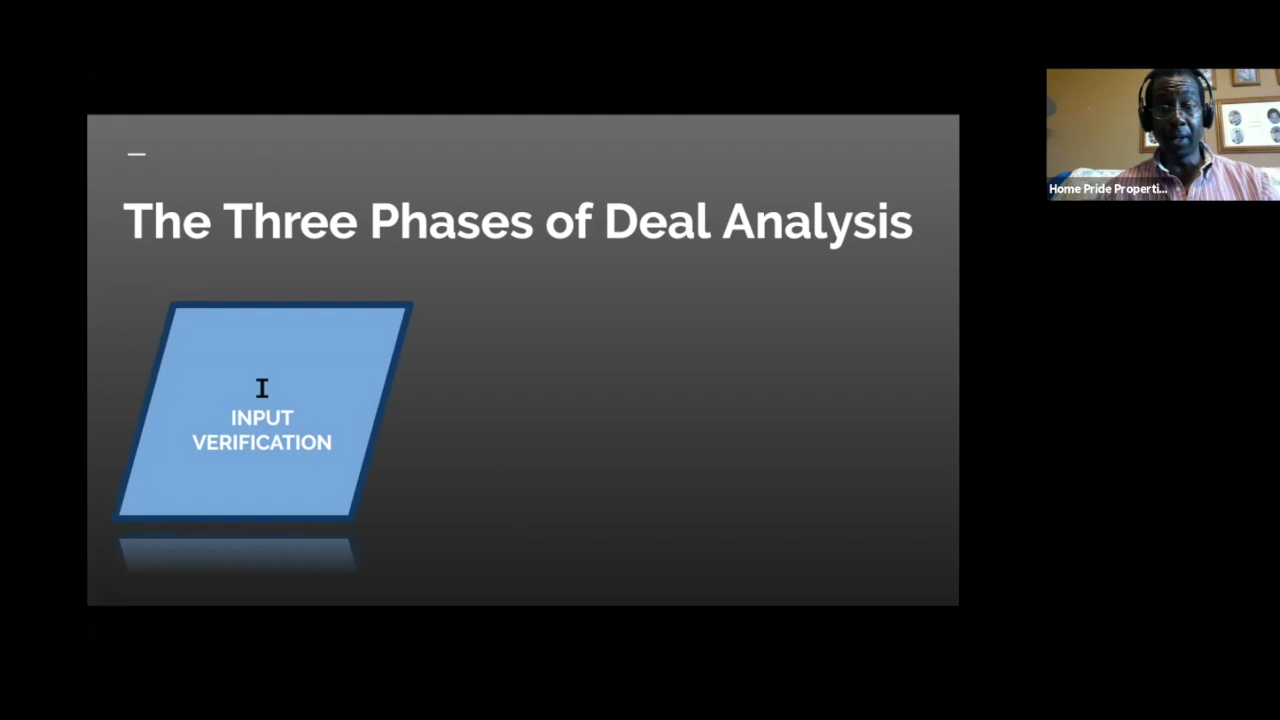 The Three Phases of Deal Analysis
I
INPUT
VERIFICATION
Home Pride Properti...